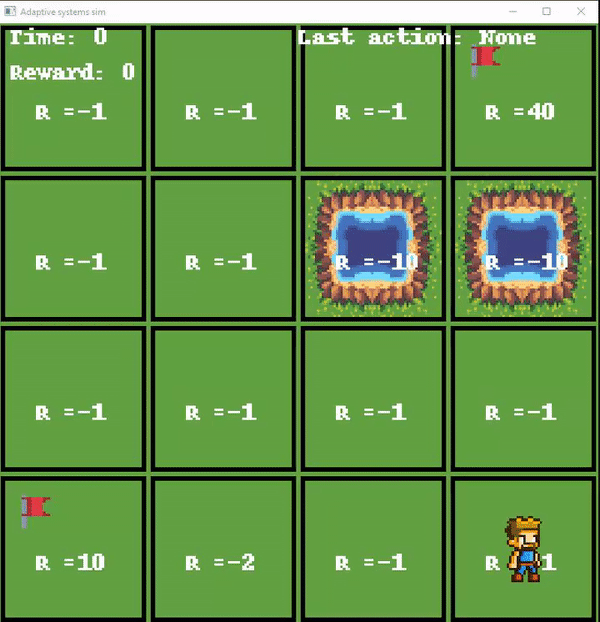 Adaptive systems sim
Time: 0
Last action: None
Reward: 0
R =-1
R =-1
R =-1
R =40
R =-1
R =-1
R =-10
R =-10
R =-1
R =-1
R =-1
R =-1
R =10
R =-2
R =-1
R 1